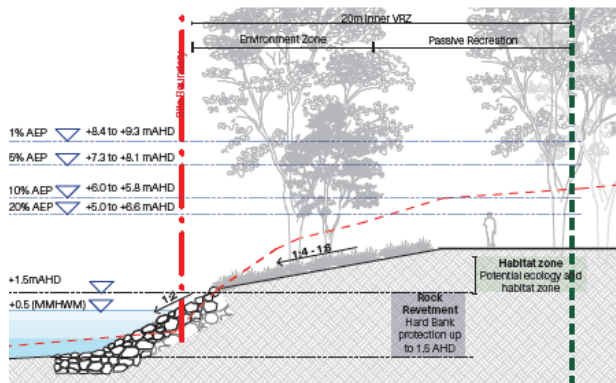 20m Inner VRZ
Environment Zone
Passive Recreation
Site Boundary
1% AEP +8.4 to +9.3 mAHD
5% AEP +7.3 to +8.1 mAHD
10% AEP +6.0 to +5.8 mAHD
20% AEP +5.0 to +6.6 mAHD
1:4 - 1:6
+1.5mAHD
1:2
+0.5 (MMHWM)
Habitat zone
Potential ecology and
habitat zone
Rock
Revetment
Hard Bank
protection up
to 1.5 AHD